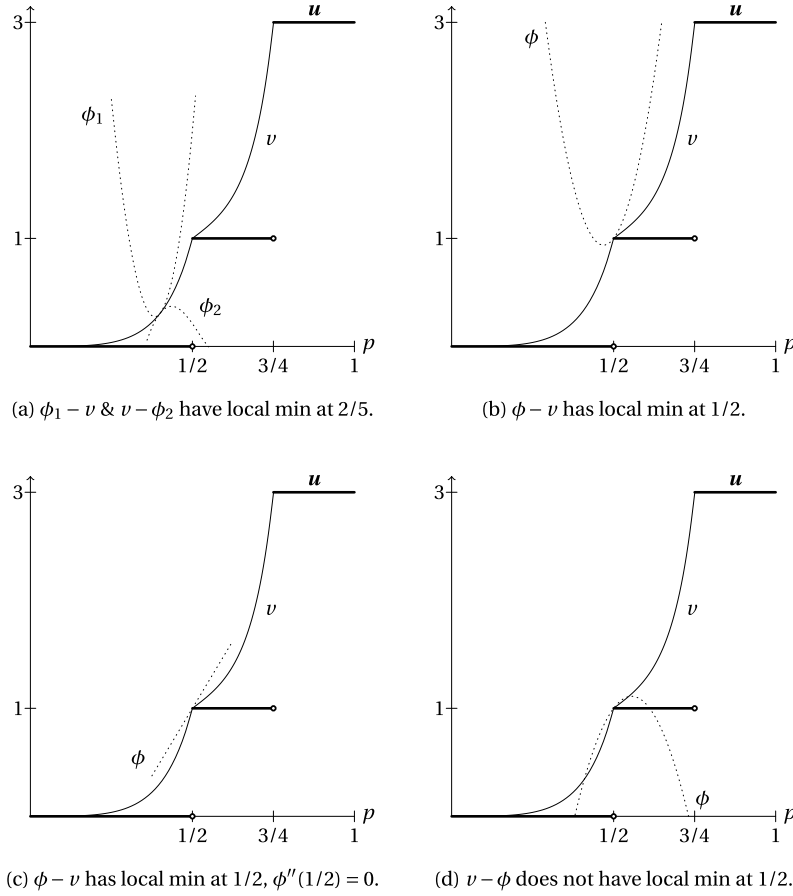 3
u
ϕ1
v
1
ϕ2
p
1/2 3/4 1
(a) ϕ1 − v & v − ϕ2 have local min at 2/5.
3
u
ϕ
v
1
p
1/2 3/4 1
(b) ϕ − v has local min at 1/2.
3
u
v
1
ϕ
p
1/2 3/4 1
(c) ϕ − v has local min at 1/2, ϕ′′(1/2) = 0.
3
u
v
1
ϕ
p
1/2 3/4 1
(d) v − ϕ does not have local min at 1/2.